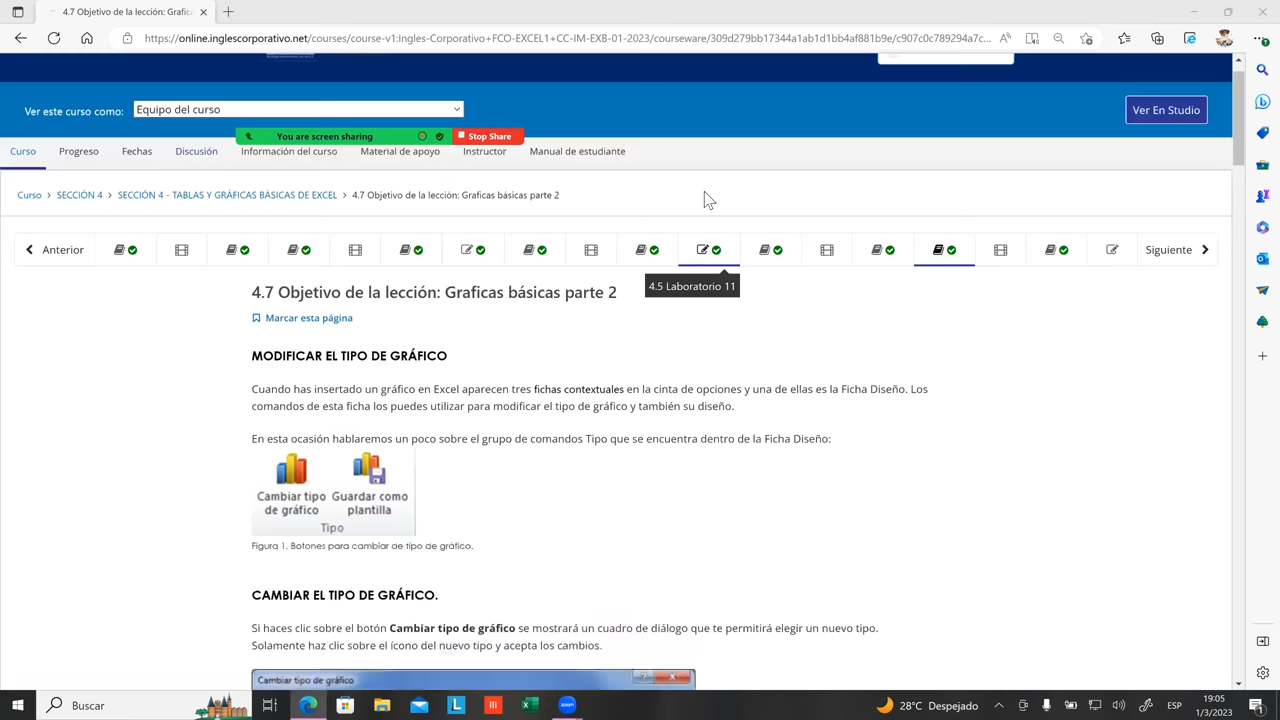 4.7 Objetivo de la lección: Grafica
https://online.inglescorporativo.net/courses/course-v1:Ingles-Corporativo+FCO-EXCEL1+CC-IM-EXB-01-2023/courseware/309d279bb17344a1ab1d1bb4af881b9e/c907c0c789294a7c...
Ver este curso como:
Equipo del curso
Ver En Studio
You are screen sharing
Stop Share
Curso
Progreso
Fechas
Discusión
Información del curso
Material de apoyo
Instructor
Manual de estudiante
Curso > SECCIÓN 4 > SECCIÓN 4 - TABLAS Y GRÁFICAS BÁSICAS DE EXCEL > 4.7 Objetivo de la lección: Graficas básicas parte 2
Anterior
Siguiente
4.5 Laboratorio 11
4.7 Objetivo de la lección: Graficas básicas parte 2
Marcar esta página
MODIFICAR EL TIPO DE GRÁFICO
Cuando has insertado un gráfico en Excel aparecen tres fichas contextuales en la cinta de opciones y una de ellas es la Ficha Diseño. Los
comandos de esta ficha los puedes utilizar para modificar el tipo de gráfico y también su diseño.
En esta ocasión hablaremos un poco sobre el grupo de comandos Tipo que se encuentra dentro de la Ficha Diseño:
Cambiar tipo Guardar como
de gráfico plantilla
Tipo
Figura 1. Botones para cambiar de tipo de gráfico.
CAMBIAR EL TIPO DE GRÁFICO.
Si haces clic sobre el botón Cambiar tipo de gráfico se mostrará un cuadro de diálogo que te permitirá elegir un nuevo tipo.
Solamente haz clic sobre el ícono del nuevo tipo y acepta los cambios.
Cambiar tipo de gráfico
Buscar
28°C Despejado
ESP
19:05
1/3/2023